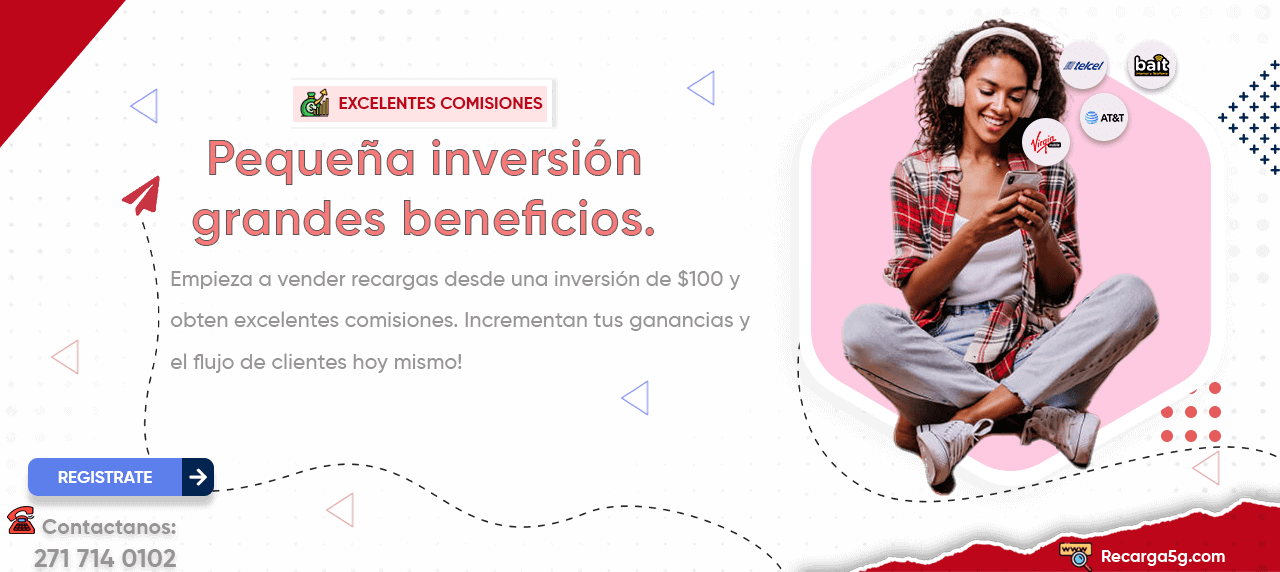 EXCELENTES COMISIONES
Pequeña inversión
grandes beneficios.
Empieza a vender recargas desde una inversión de $100 y
obten excelentes comisiones. Incrementan tus ganancias y
el flujo de clientes hoy mismo!
telcel
bait
AT&T
Virgin
REGISTRATE
Contactanos:
271 714 0102
www
Recarga5g.com